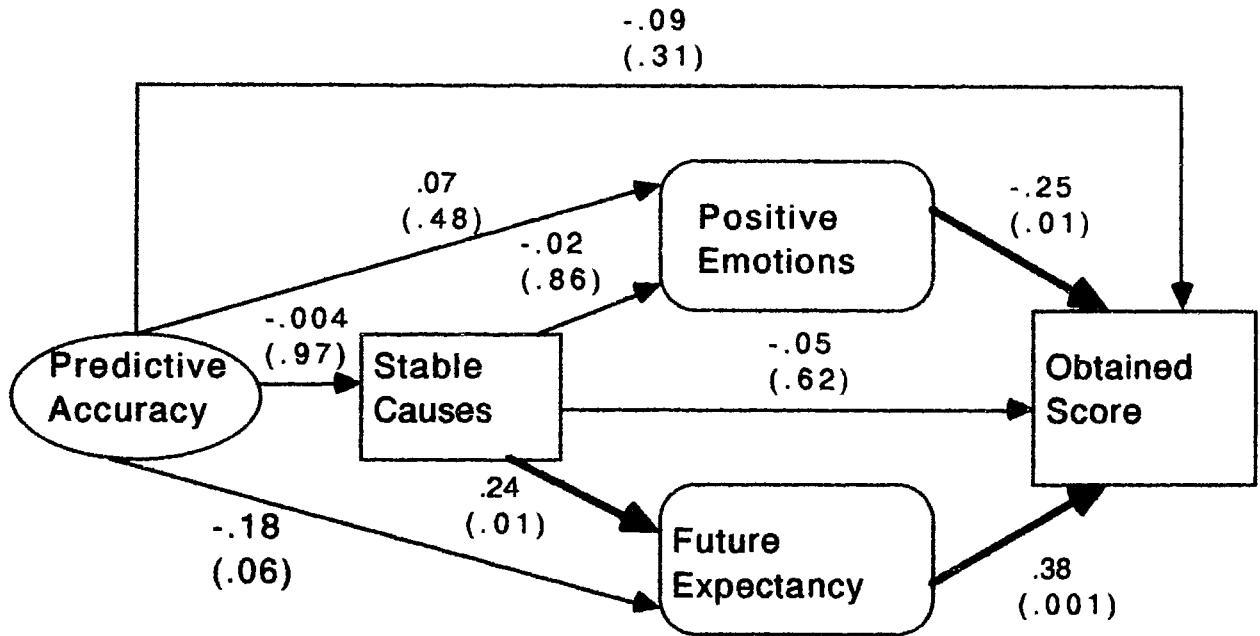 -.09
(.31)
.07
(.48)
Positive
Emotions
-.25
(.01)
-.02
(.86)
-.004
(.97)
Predictive
Accuracy
Stable
Causes
-.05
(.62)
Obtained
Score
.24
(.01)
-.18
(.06)
Future
Expectancy
.38
(.001)